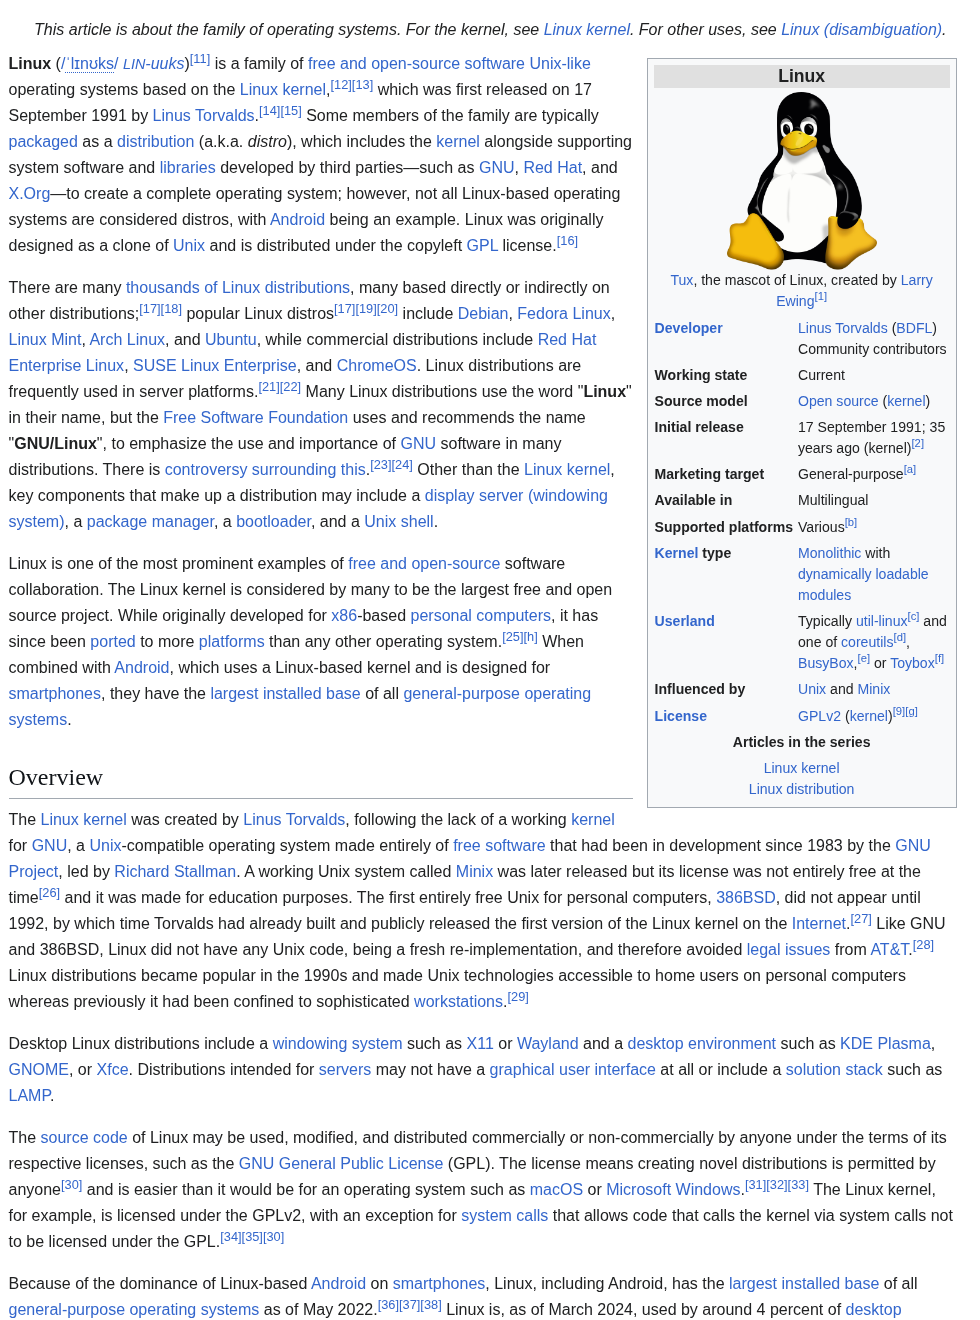 This article is about the family of operating systems. For the kernel, see Linux kernel. For other uses, see Linux (disambiguation).
Linux (/ˈlɪnʊks/ LIN-uuks)[11] is a family of free and open-source software Unix-like
operating systems based on the Linux kernel,[12][13] which was first released on 17
September 1991 by Linus Torvalds.[14][15] Some members of the family are typically
packaged as a distribution (a.k.a. distro), which includes the kernel alongside supporting
system software and libraries developed by third parties—such as GNU, Red Hat, and
X.Org—to create a complete operating system; however, not all Linux-based operating
systems are considered distros, with Android being an example. Linux was originally
designed as a clone of Unix and is distributed under the copyleft GPL license.[16]
There are many thousands of Linux distributions, many based directly or indirectly on
other distributions;[17][18] popular Linux distros[17][19][20] include Debian, Fedora Linux,
Linux Mint, Arch Linux, and Ubuntu, while commercial distributions include Red Hat
Enterprise Linux, SUSE Linux Enterprise, and ChromeOS. Linux distributions are
frequently used in server platforms.[21][22] Many Linux distributions use the word "Linux"
in their name, but the Free Software Foundation uses and recommends the name
"GNU/Linux", to emphasize the use and importance of GNU software in many
distributions. There is controversy surrounding this.[23][24] Other than the Linux kernel,
key components that make up a distribution may include a display server (windowing
system), a package manager, a bootloader, and a Unix shell.
Linux is one of the most prominent examples of free and open-source software
collaboration. The Linux kernel is considered by many to be the largest free and open
source project. While originally developed for x86-based personal computers, it has
since been ported to more platforms than any other operating system.[25][h] When
combined with Android, which uses a Linux-based kernel and is designed for
smartphones, they have the largest installed base of all general-purpose operating
systems.
Linux
Tux, the mascot of Linux, created by Larry
Ewing[1]
Developer Linus Torvalds (BDFL)
Community contributors
Working state Current
Source model Open source (kernel)
Initial release 17 September 1991; 35
years ago (kernel)[2]
Marketing target General-purpose[a]
Available in Multilingual
Supported platforms Various[b]
Kernel type Monolithic with
dynamically loadable
modules
Userland Typically util-linux[c] and
one of coreutils[d],
BusyBox,[e] or Toybox[f]
Influenced by Unix and Minix
License GPLv2 (kernel)[9][g]
Articles in the series
Linux kernel
Linux distribution
Overview
The Linux kernel was created by Linus Torvalds, following the lack of a working kernel
for GNU, a Unix-compatible operating system made entirely of free software that had been in development since 1983 by the GNU
Project, led by Richard Stallman. A working Unix system called Minix was later released but its license was not entirely free at the
time[26] and it was made for education purposes. The first entirely free Unix for personal computers, 386BSD, did not appear until
1992, by which time Torvalds had already built and publicly released the first version of the Linux kernel on the Internet.[27] Like GNU
and 386BSD, Linux did not have any Unix code, being a fresh re-implementation, and therefore avoided legal issues from AT&T.[28]
Linux distributions became popular in the 1990s and made Unix technologies accessible to home users on personal computers
whereas previously it had been confined to sophisticated workstations.[29]
Desktop Linux distributions include a windowing system such as X11 or Wayland and a desktop environment such as KDE Plasma,
GNOME, or Xfce. Distributions intended for servers may not have a graphical user interface at all or include a solution stack such as
LAMP.
The source code of Linux may be used, modified, and distributed commercially or non-commercially by anyone under the terms of its
respective licenses, such as the GNU General Public License (GPL). The license means creating novel distributions is permitted by
anyone[30] and is easier than it would be for an operating system such as macOS or Microsoft Windows.[31][32][33] The Linux kernel,
for example, is licensed under the GPLv2, with an exception for system calls that allows code that calls the kernel via system calls not
to be licensed under the GPL.[34][35][30]
Because of the dominance of Linux-based Android on smartphones, Linux, including Android, has the largest installed base of all
general-purpose operating systems as of May 2022.[36][37][38] Linux is, as of March 2024, used by around 4 percent of desktop